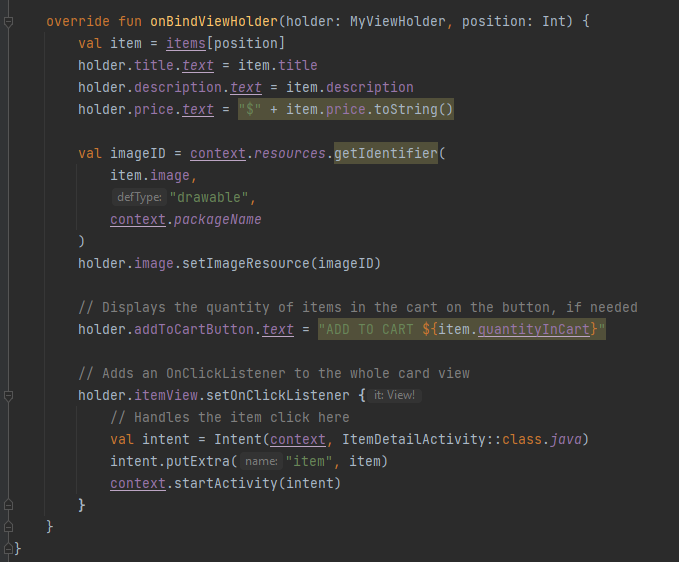 override fun onBindViewHolder(holder: MyViewHolder, position: Int) {
    val item = items[position]
    holder.title.text = item.title
    holder.description.text = item.description
    holder.price.text = "$" + item.price.toString()

    val imageID = context.resources.getIdentifier(
        item.image,
        defType: "drawable",
        context.packageName
    )
    holder.image.setImageResource(imageID)

    // Displays the quantity of items in the cart on the button, if needed
    holder.addToCartButton.text = "ADD TO CART ${item.quantityInCart}"

    // Adds an OnClickListener to the whole card view
    holder.itemView.setOnClickListener { it: View!
        // Handles the item click here
        val intent = Intent(context, ItemDetailActivity::class.java)
        intent.putExtra( name: "item", item)
        context.startActivity(intent)
    }
}
}